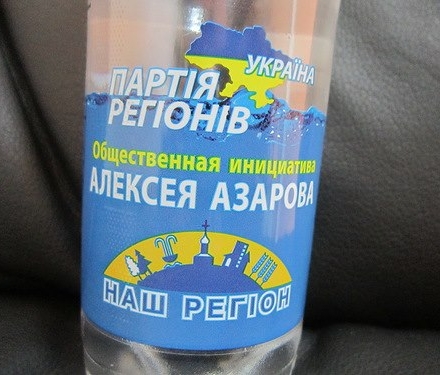 УКРАЇНА
ПАРТІЯ
РЕГІОНІВ
Общественная инициатива
АЛЕКСЕЯ АЗАРОВА
НАШ РЕГІОН